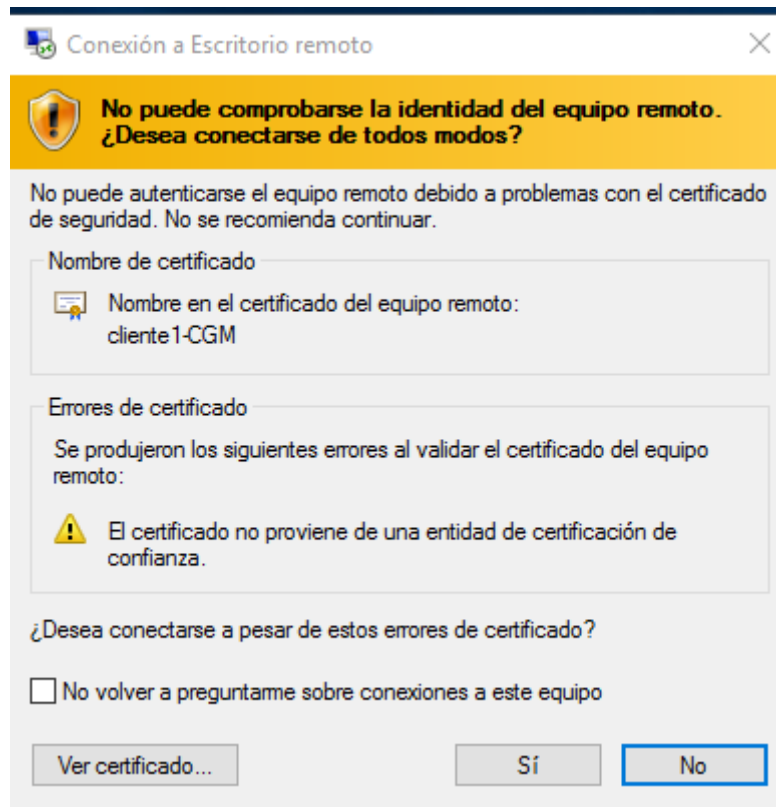 Conexión a Escritorio remoto
No puede comprobarse la identidad del equipo remoto.
¿Desea conectarse de todos modos?
No puede autenticarse el equipo remoto debido a problemas con el certificado
de seguridad. No se recomienda continuar.
Nombre de certificado
Nombre en el certificado del equipo remoto:
cliente1-CGM
Errores de certificado
Se produjeron los siguientes errores al validar el certificado del equipo
remoto:
El certificado no proviene de una entidad de certificación de
confianza.
¿Desea conectarse a pesar de estos errores de certificado?
No volver a preguntarme sobre conexiones a este equipo
Ver certificado...
Sí
No